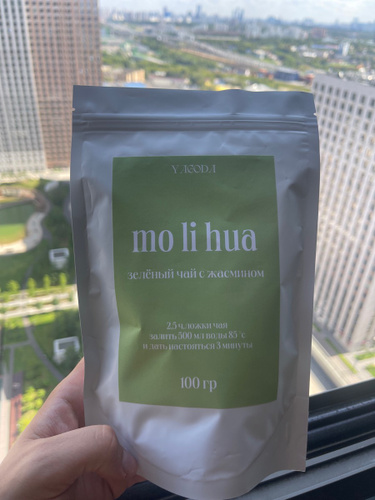 YAGODA
mo li hua
зелёный чай с жасмином
2,5 ч. ложки чая
залить 500 мл воды 85°с
и дать настояться 3 минуты
100 гр